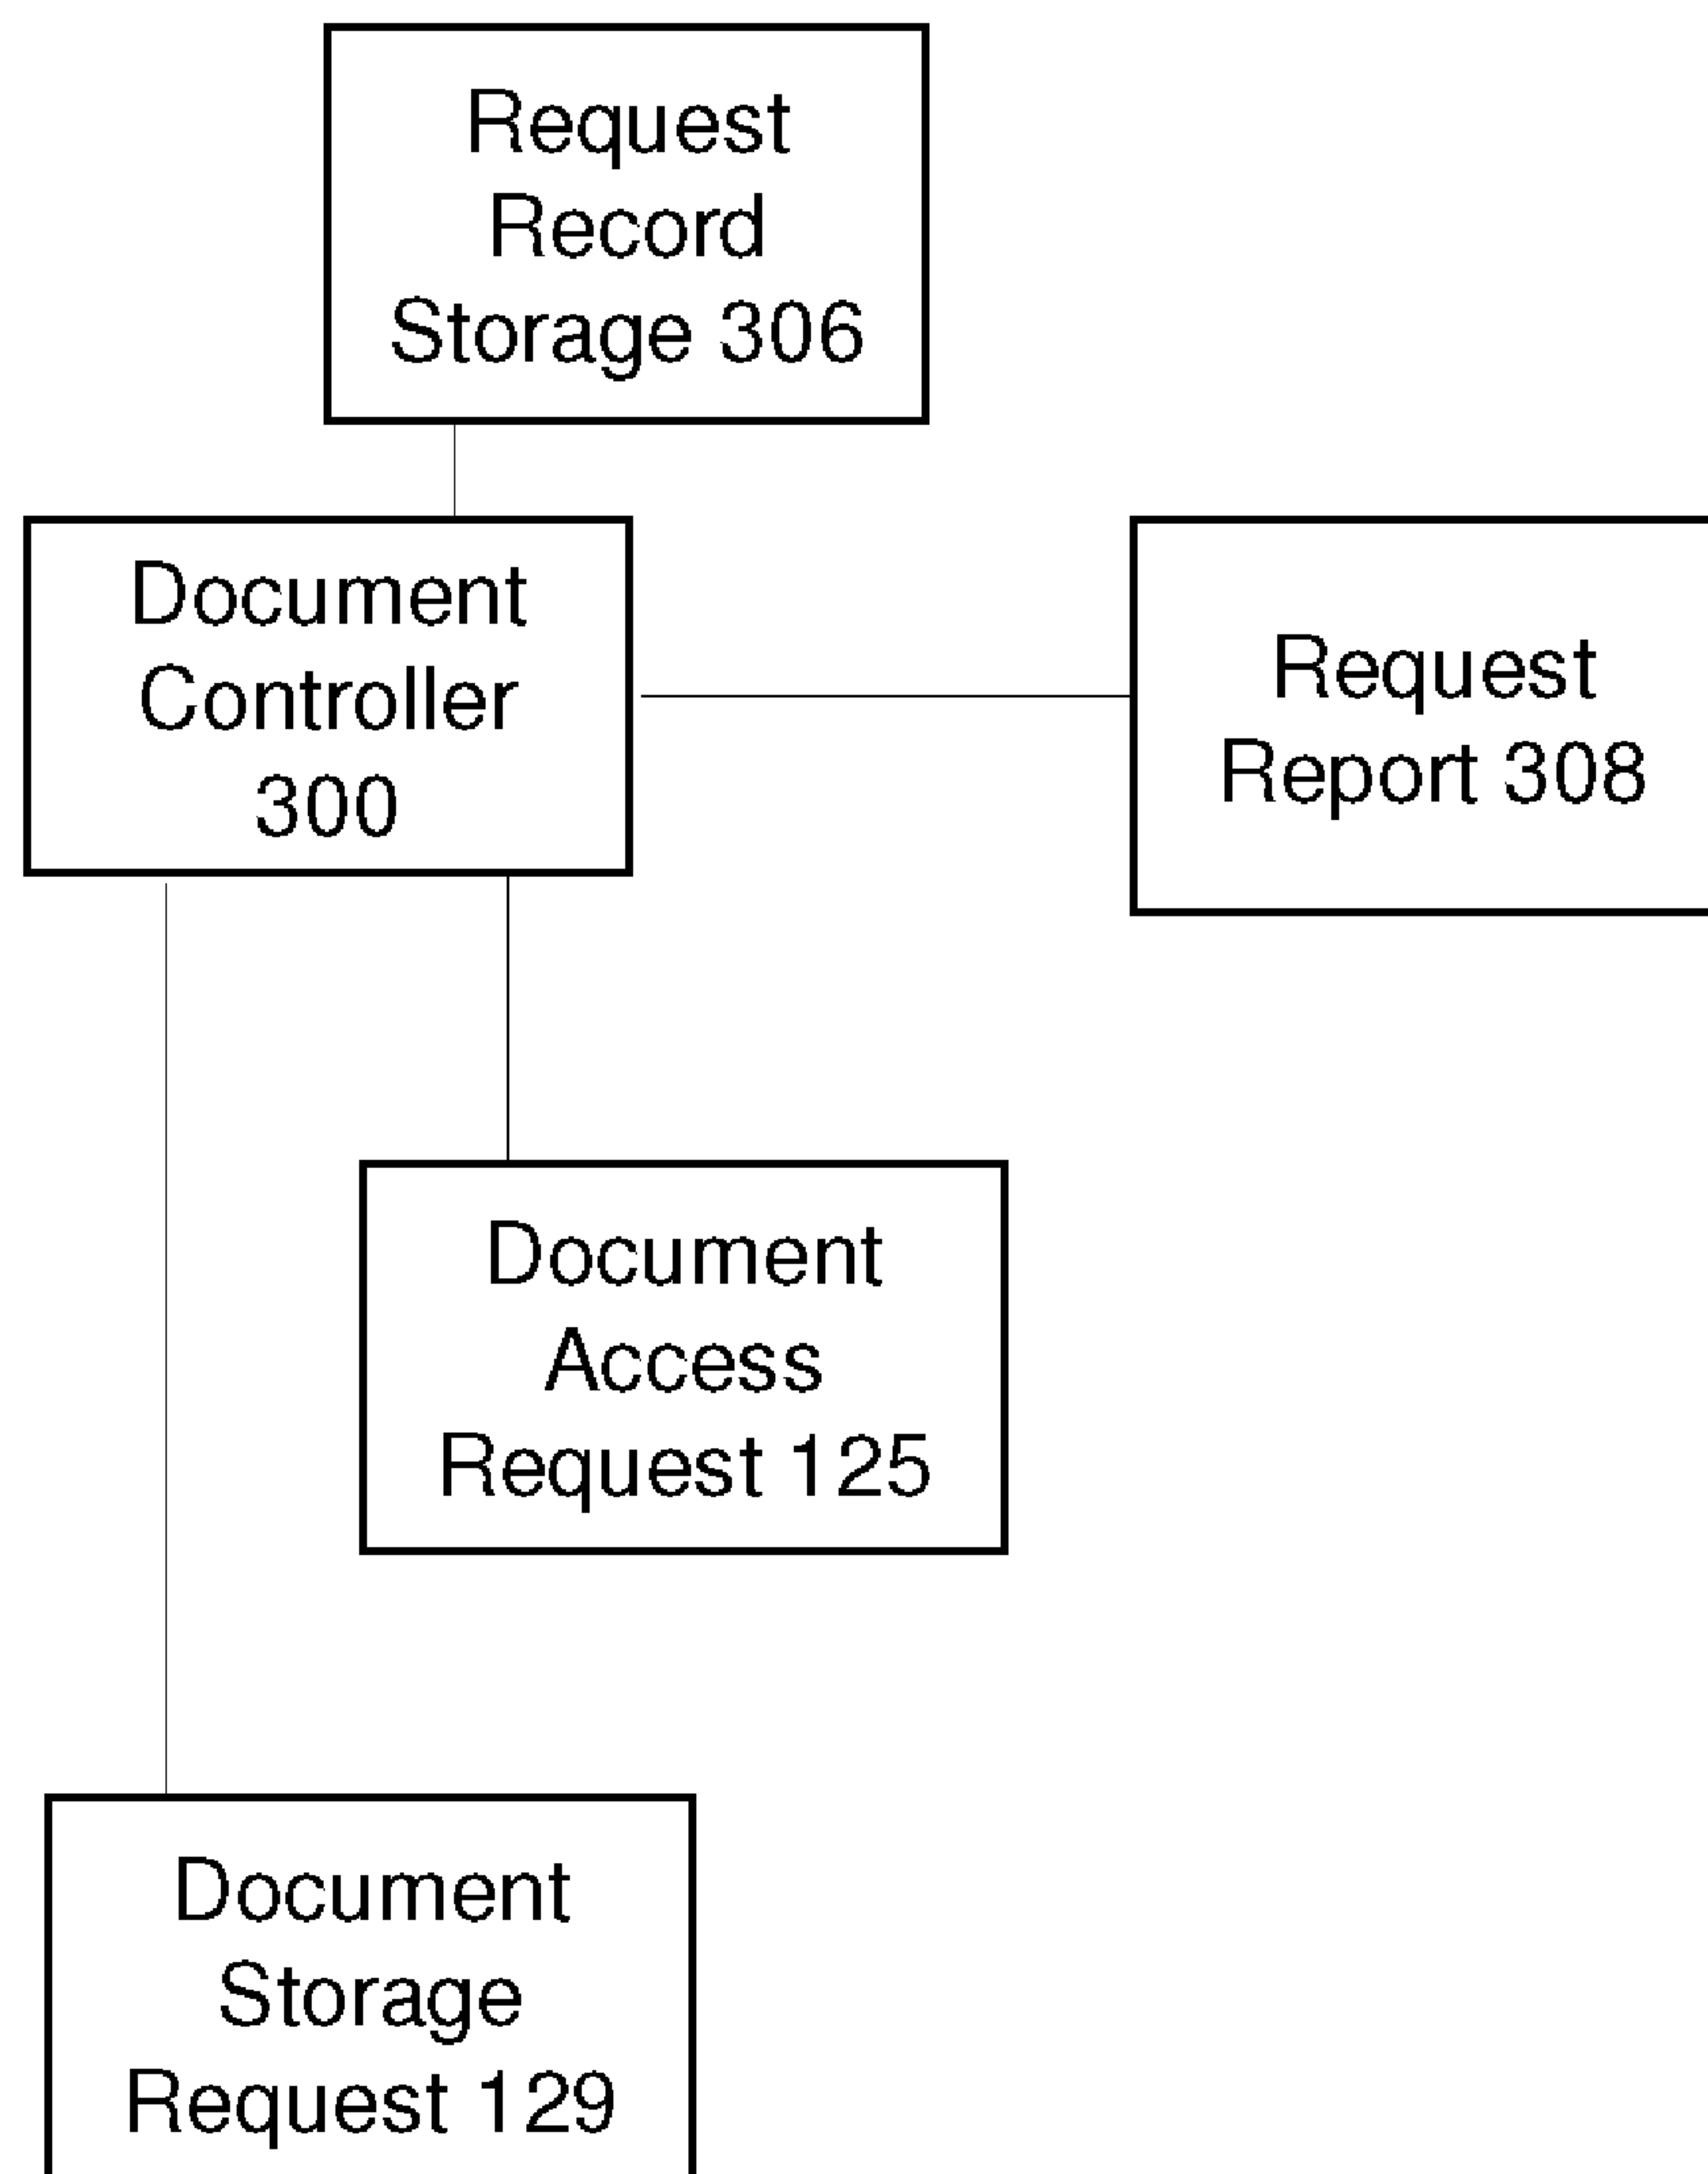 Request
Record
Storage 306
Document
Controller
300
Request
Report 308
Document
Access
Request 125
Document
Storage
Request 129